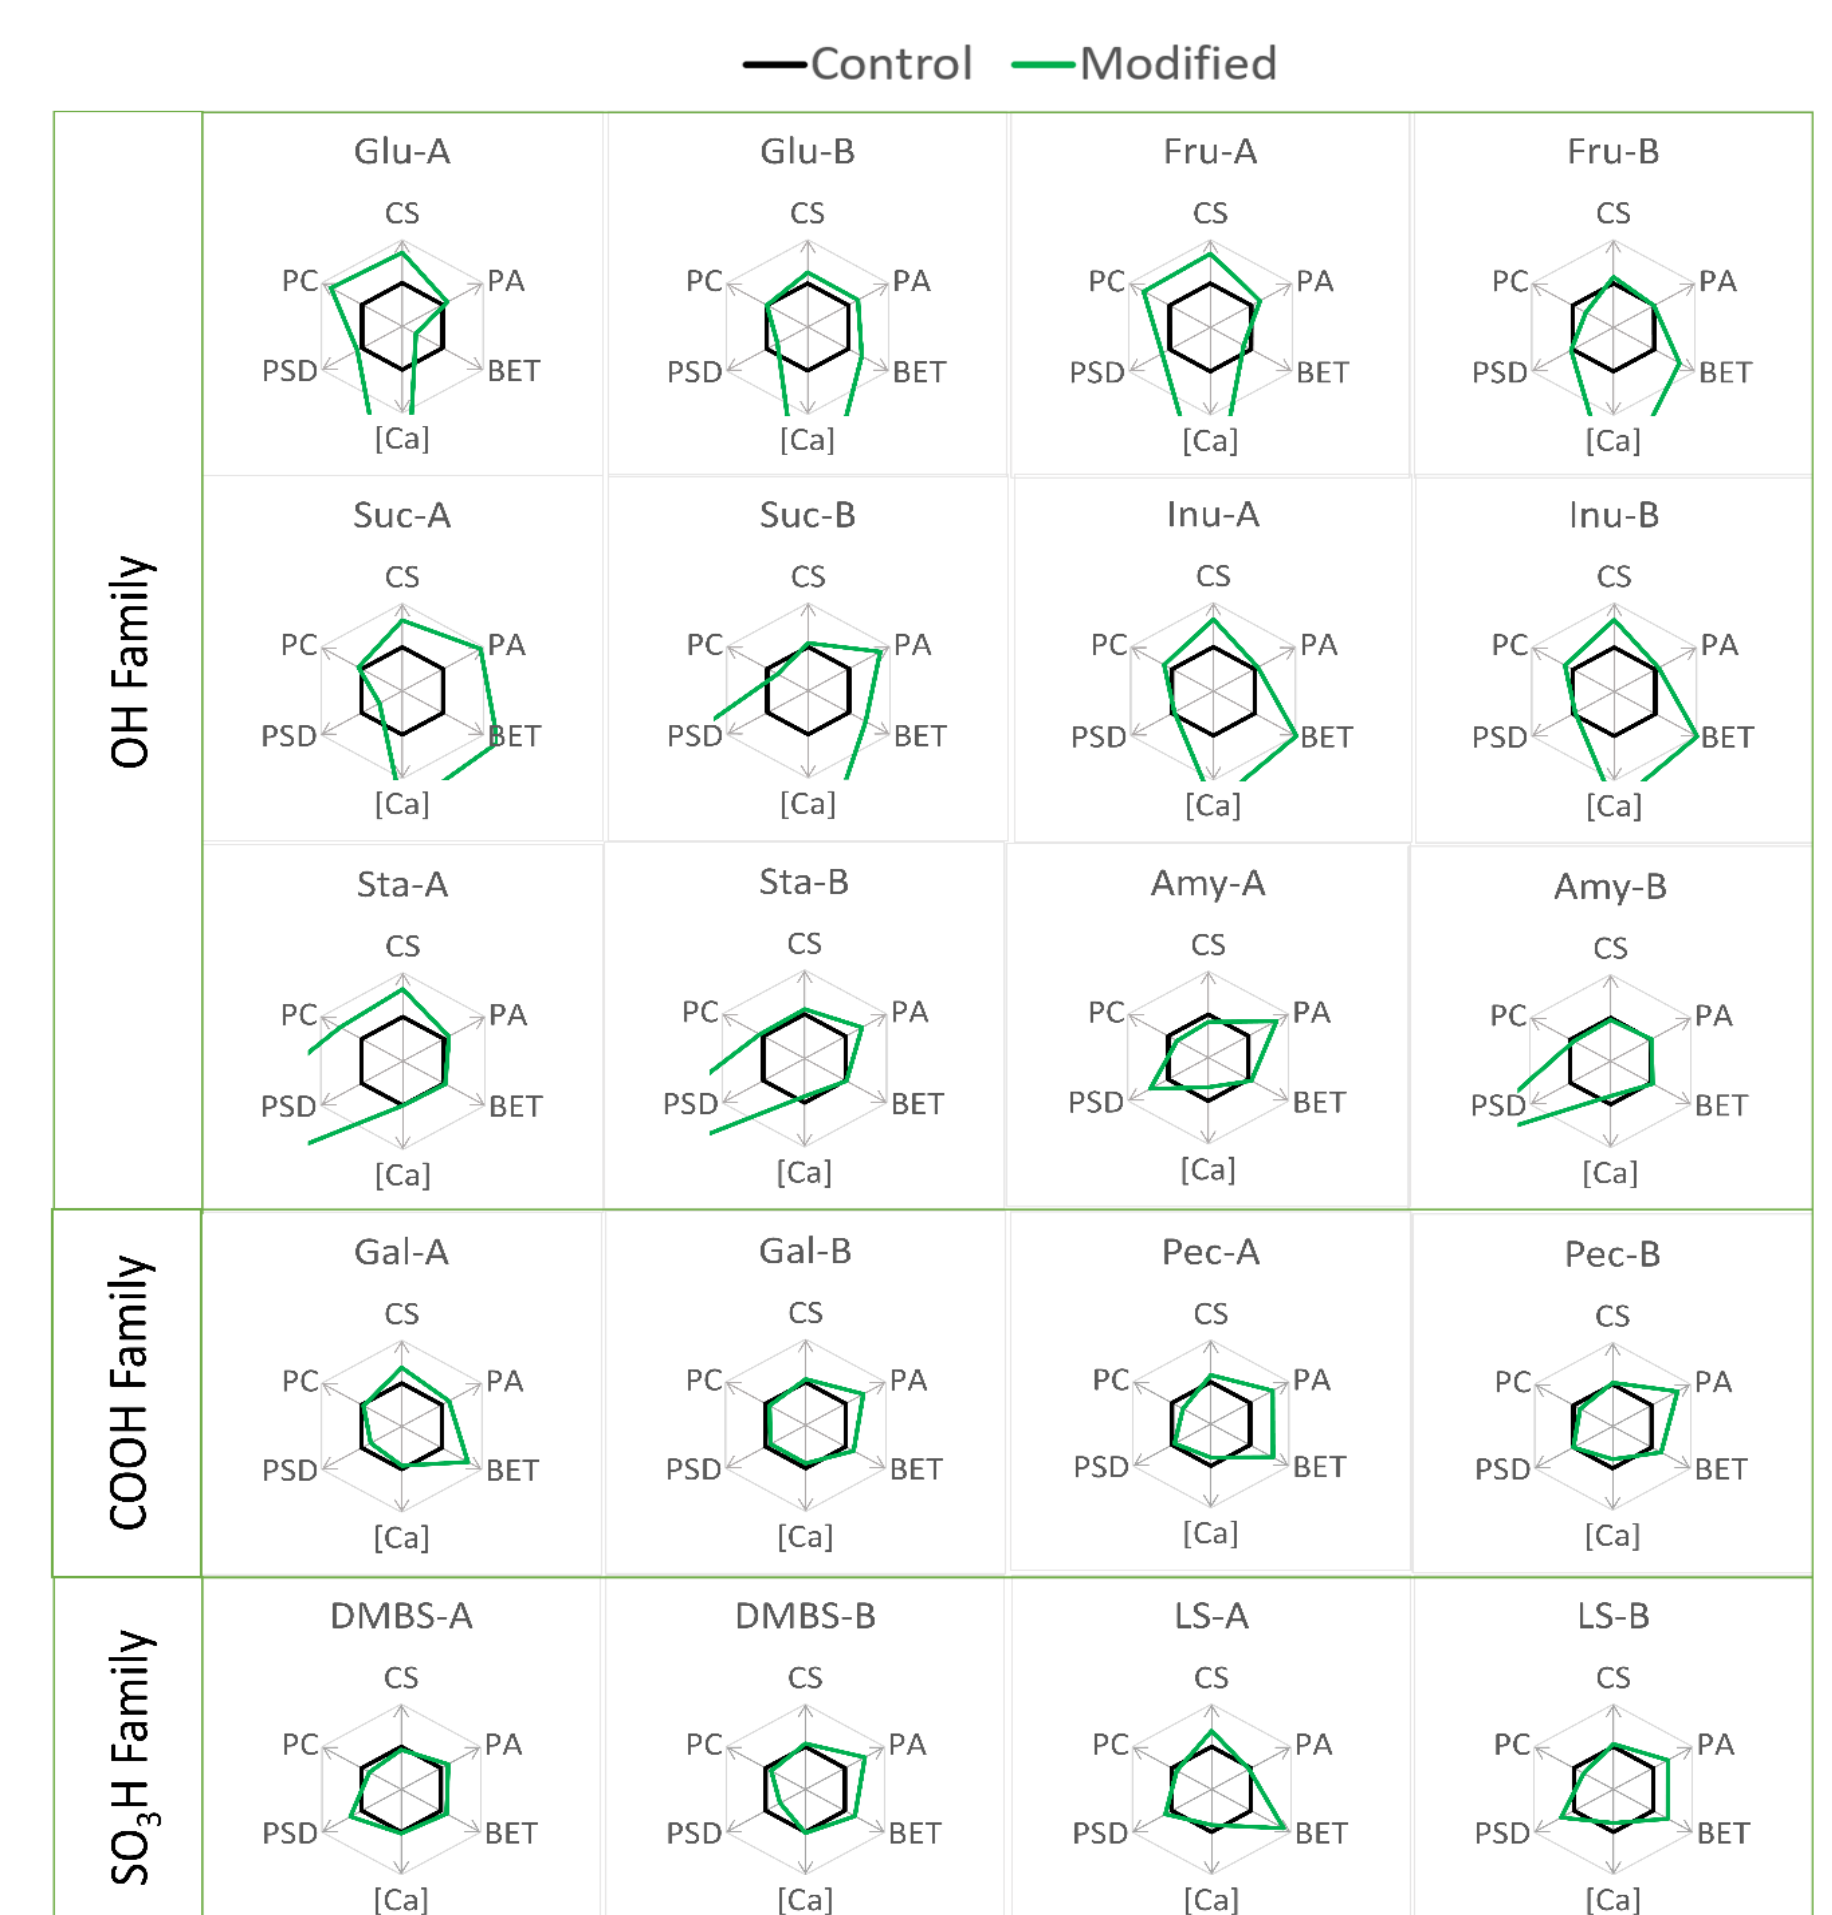 Control Modified
OH Family
Glu-A
CS
PC
PA
PSD
BET
[Ca]
Glu-B
CS
PC
PA
PSD
BET
[Ca]
Fru-A
CS
PC
PA
PSD
BET
[Ca]
Fru-B
CS
PC
PA
PSD
BET
[Ca]
Suc-A
CS
PC
PA
PSD
BET
[Ca]
Suc-B
CS
PC
PA
PSD
BET
[Ca]
Inu-A
CS
PC
PA
PSD
BET
[Ca]
Inu-B
CS
PC
PA
PSD
BET
[Ca]
Sta-A
CS
PC
PA
PSD
BET
[Ca]
Sta-B
CS
PC
PA
PSD
BET
[Ca]
Amy-A
CS
PC
PA
PSD
BET
[Ca]
Amy-B
CS
PC
PA
PSD
BET
[Ca]
COOH Family
Gal-A
CS
PC
PA
PSD
BET
[Ca]
Gal-B
CS
PC
PA
PSD
BET
[Ca]
Pec-A
CS
PC
PA
PSD
BET
[Ca]
Pec-B
CS
PC
PA
PSD
BET
[Ca]
SO₃H Family
DMBS-A
CS
PC
PA
PSD
BET
[Ca]
DMBS-B
CS
PC
PA
PSD
BET
[Ca]
LS-A
CS
PC
PA
PSD
BET
[Ca]
LS-B
CS
PC
PA
PSD
BET
[Ca]